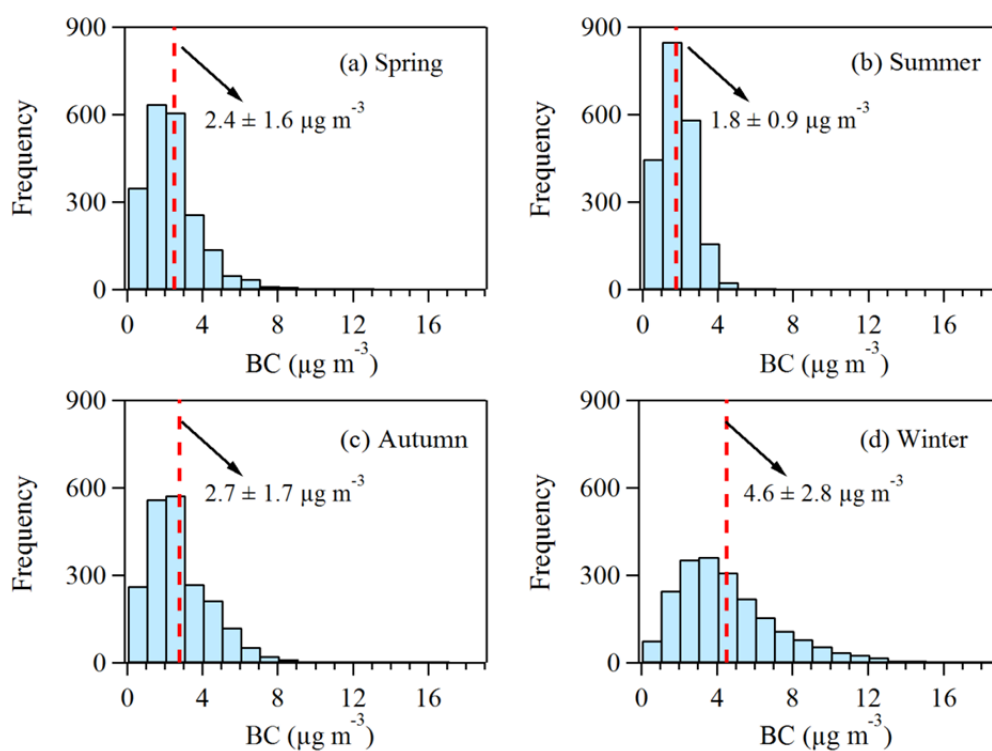 (a) Spring
2.4 ± 1.6 µg m⁻³
Frequency
900
600
300
0
0 4 8 12 16
BC (µg m⁻³)
(b) Summer
1.8 ± 0.9 µg m⁻³
Frequency
900
600
300
0
0 4 8 12 16
BC (µg m⁻³)
(c) Autumn
2.7 ± 1.7 µg m⁻³
Frequency
900
600
300
0
0 4 8 12 16
BC (µg m⁻³)
(d) Winter
4.6 ± 2.8 µg m⁻³
Frequency
900
600
300
0
0 4 8 12 16
BC (µg m⁻³)